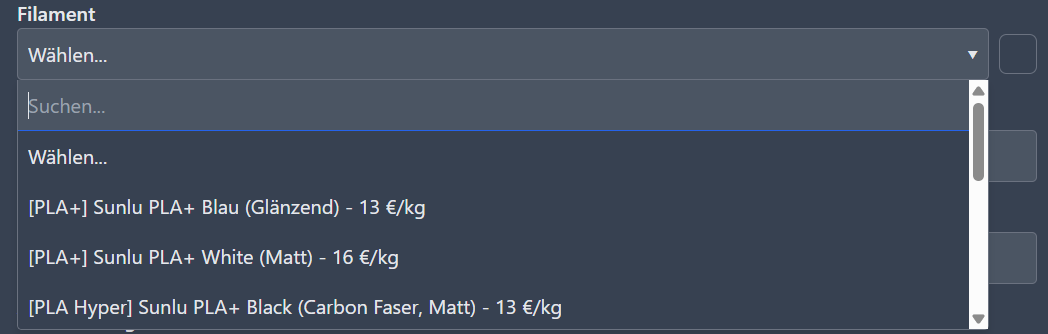 Filament
Wählen...
Suchen...
Wählen...
[PLA+] Sunlu PLA+ Blau (Glänzend) - 13 €/kg
[PLA+] Sunlu PLA+ White (Matt) - 16 €/kg
[PLA Hyper] Sunlu PLA+ Black (Carbon Faser, Matt) - 13 €/kg